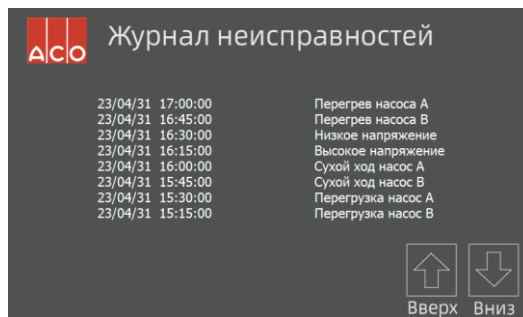 ACO
Журнал неисправностей
23/04/31 17:00:00 Перегрев насоса А
23/04/31 16:45:00 Перегрев насоса В
23/04/31 16:30:00 Низкое напряжение
23/04/31 16:15:00 Высокое напряжение
23/04/31 16:00:00 Сухой ход насос А
23/04/31 15:45:00 Сухой ход насос В
23/04/31 15:30:00 Перегрузка насос А
23/04/31 15:15:00 Перегрузка насос В
Вверх Вниз